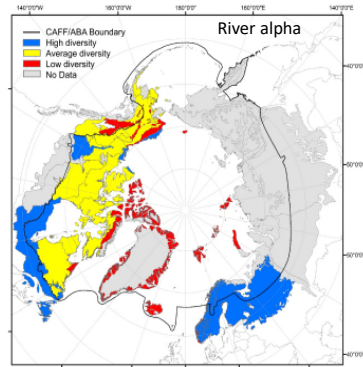 140°0'0"W 160°0'0"W 180°0'0" 160°0'0"E 140°0'0"E
River alpha
CAFF/ABA Boundary
High diversity
Average diversity
Low diversity
No Data